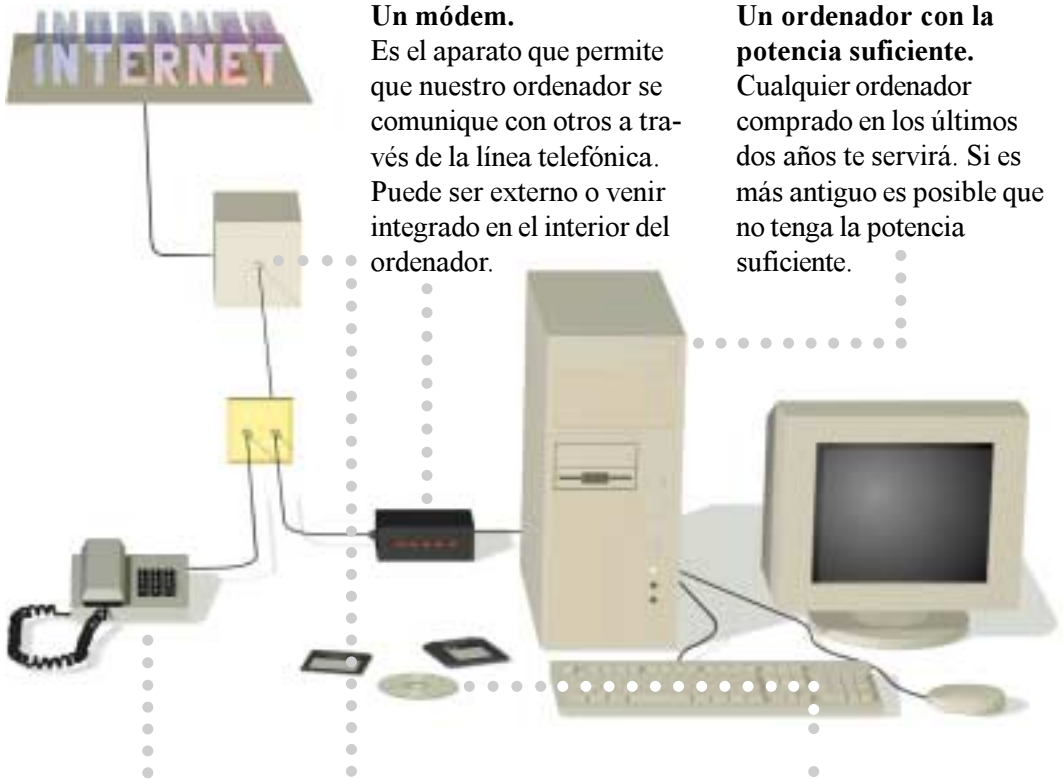 INTERNET
Un módem.
Es el aparato que permite
que nuestro ordenador se
comunique con otros a tra-
vés de la línea telefónica.
Puede ser externo o venir
integrado en el interior del
ordenador.
Un ordenador con la
potencia suficiente.
Cualquier ordenador
comprado en los últimos
dos años te servirá. Si es
más antiguo es posible que
no tenga la potencia
suficiente.